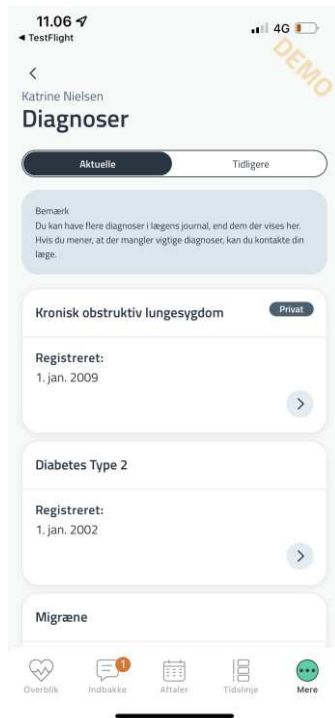 11.06
4G
◀ TestFlight
DEMO
Katrine Nielsen
Diagnoser
Aktuelle
Tidligere
Bemærk
Du kan have flere diagnoser i lægens journal, end dem der vises her.
Hvis du mener, at der mangler vigtige diagnoser, kan du kontakte din
læge.
Kronisk obstruktiv lungesygdom
Privat
Registreret:
1. jan. 2009
Diabetes Type 2
Registreret:
1. jan. 2002
Migræne
1
Overblik
Indbakke
Aftaler
Tidslinje
Mere